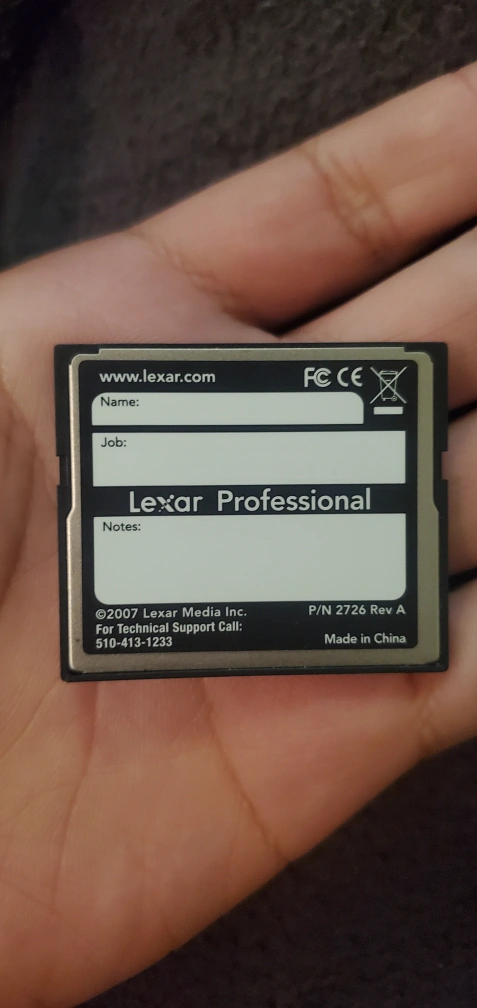 www.lexar.com FC CE
Name:
Job:
Lexar Professional
Notes:
©2007 Lexar Media Inc. P/N 2726 Rev A
For Technical Support Call:
510-413-1233 Made in China